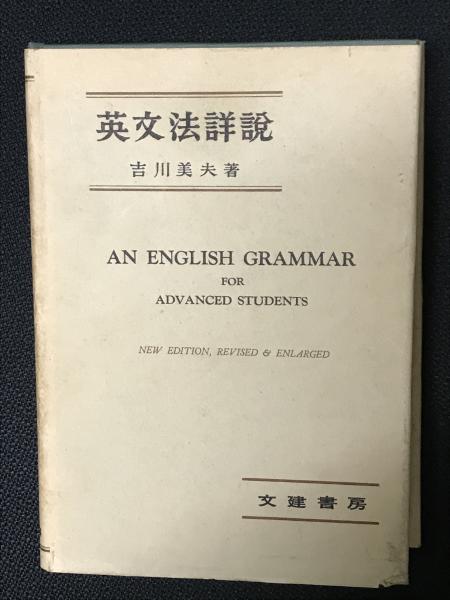 英文法詳説
吉川美夫著
AN ENGLISH GRAMMAR
FOR
ADVANCED STUDENTS
NEW EDITION, REVISED & ENLARGED
文建書房